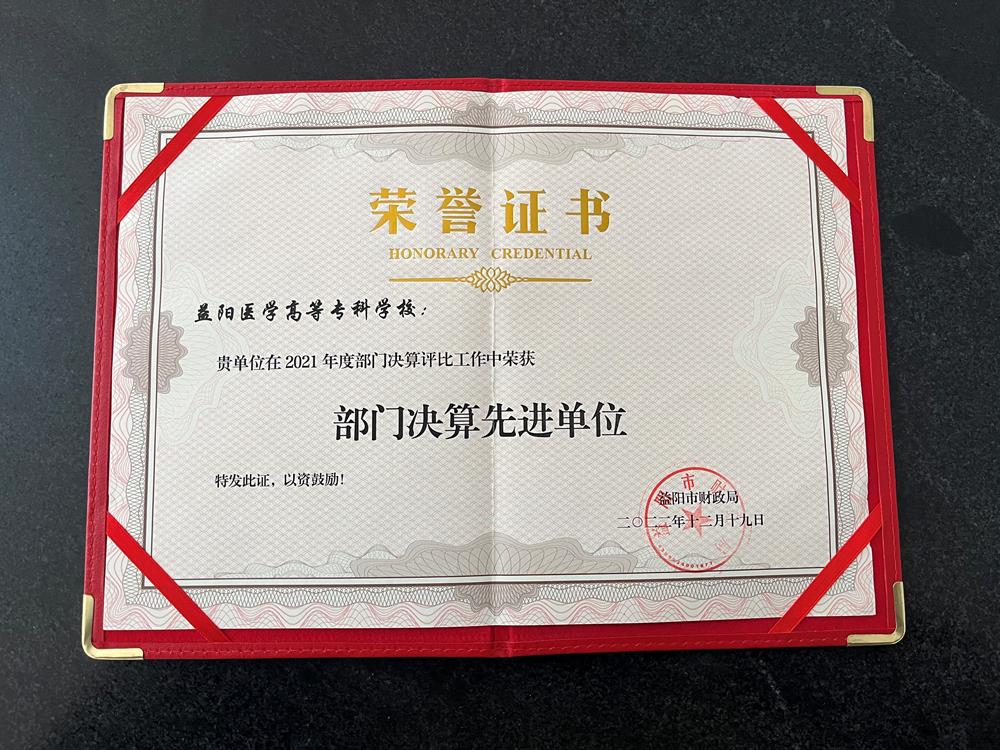 荣誉证书
HONORARY CREDENTIAL
益阳医学高等专科学校：
贵单位在2021年度部门决算评比工作中荣获
部门决算先进单位
特发此证，以资鼓励！
益阳市财政局
二〇二二年十二月十九日